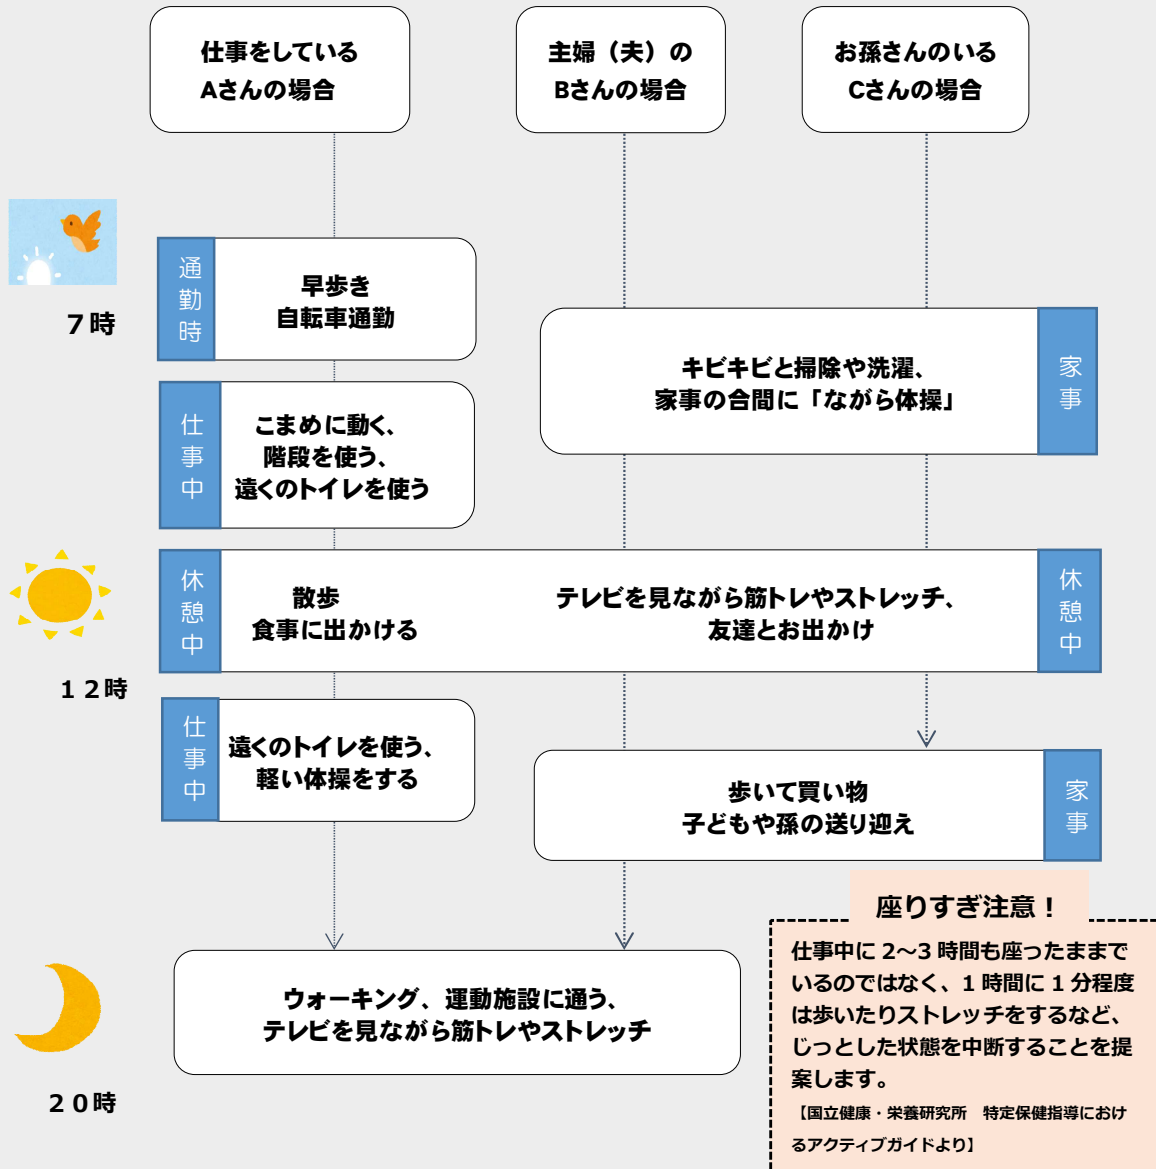 仕事をしている
Aさんの場合
主婦（夫）の
Bさんの場合
お孫さんのいる
Cさんの場合
7時
通勤時
早歩き
自転車通勤
キビキビと掃除や洗濯、
家事の合間に「ながら体操」
家事
仕事中
こまめに動く、
階段を使う、
遠くのトイレを使う
12時
休憩中
散歩
食事に出かける
テレビを見ながら筋トレやストレッチ、
友達とお出かけ
休憩中
仕事中
遠くのトイレを使う、
軽い体操をする
歩いて買い物
子どもや孫の送り迎え
家事
20時
ウォーキング、運動施設に通う、
テレビを見ながら筋トレやストレッチ
座りすぎ注意！
仕事中に2～3時間も座ったままで
いるのではなく、1時間に1分程度
は歩いたりストレッチをするなど、
じっとした状態を中断することを提
案します。
【国立健康・栄養研究所　特定保健指導におけ
るアクティブガイドより】